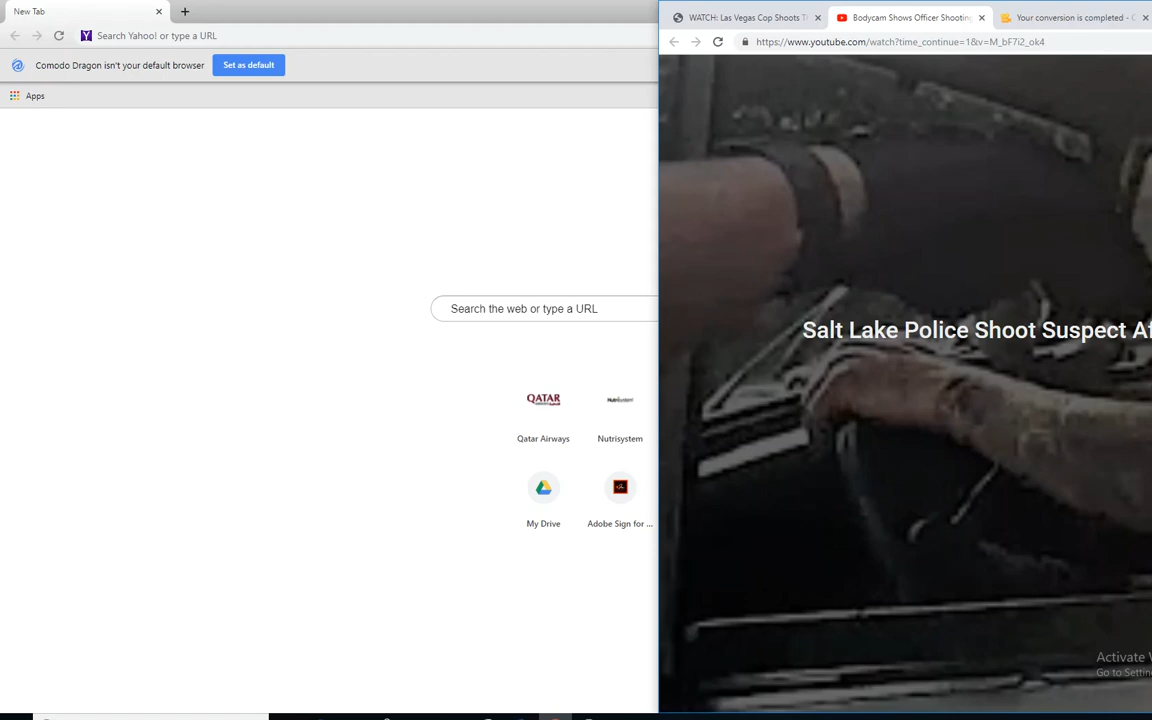 New Tab
Search Yahoo! or type a URL
Comodo Dragon isn't your default browser
Set as default
Apps
Search the web or type a URL
QATAR
Nutrisystem
Qatar Airways
Nutrisystem
My Drive
Adobe Sign for ...
WATCH: Las Vegas Cop Shoots T
Bodycam Shows Officer Shooting
Your conversion is completed -
https://www.youtube.com/watch?time_continue=1&v=M_bF7i2_ok4
Salt Lake Police Shoot Suspect Af
Activate W
Go to Settin